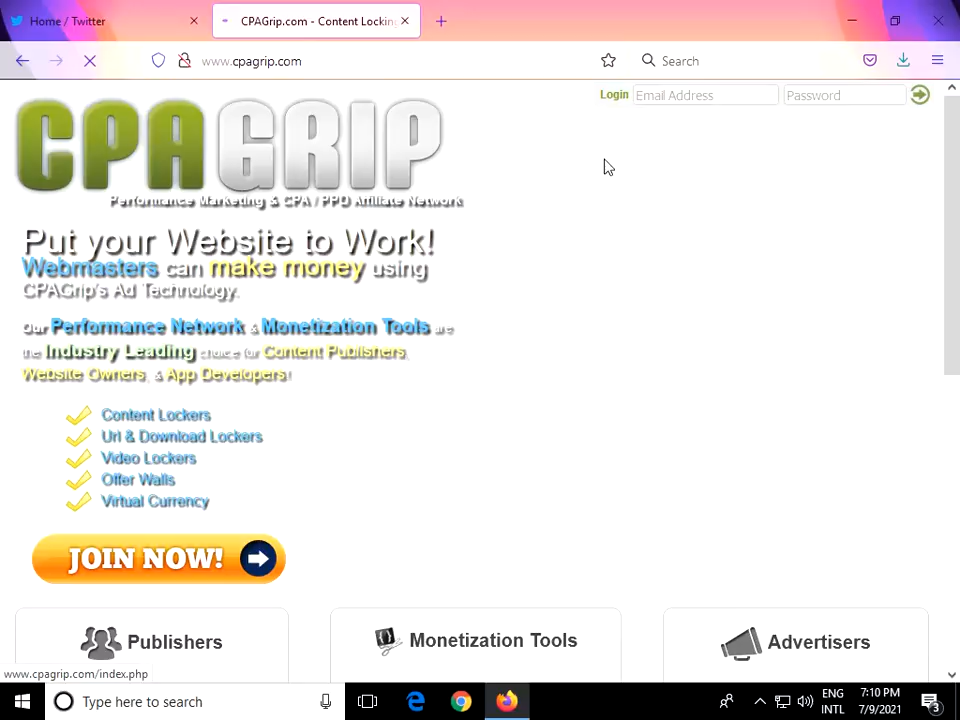 Home / Twitter
CPAGrip.com - Content Lockin
www.cpagrip.com
Search
Login
Email Address
Password
CPAGRIP
Performance Marketing & CPA / PPD Affiliate Network
Put your Website to Work!
Webmasters can make money using
CPAGrip's Ad Technology.
Our Performance Network & Monetization Tools are
the Industry Leading choice for Content Publishers,
Website Owners, & App Developers!
Content Lockers
Url & Download Lockers
Video Lockers
Offer Walls
Virtual Currency
JOIN NOW!
Publishers
Monetization Tools
Advertisers
www.cpagrip.com/index.php
Type here to search
ENG
INTL
7:10 PM
7/9/2021
3